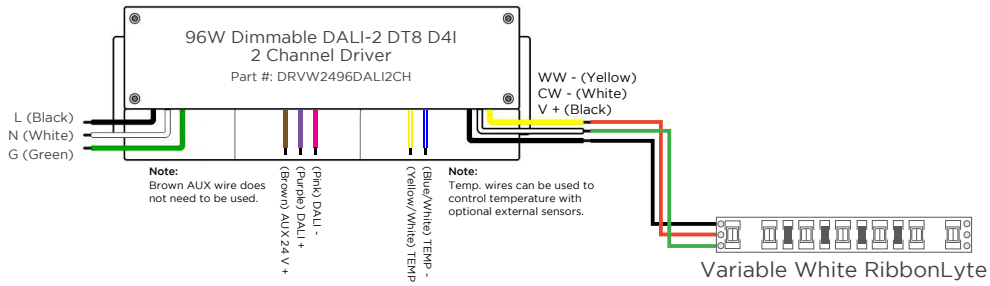 96W Dimmable DALI-2 DT8 D4I
2 Channel Driver
Part #: DRVW2496DALI2CH
WW - (Yellow)
CW - (White)
V + (Black)
L (Black)
N (White)
G (Green)
Note:
Brown AUX wire does
not need to be used.
(Brown) AUX 24 V +
(Purple) DALI +
(Pink) DALI -
(Yellow/White) TEMP
(Blue/White) TEMP -
Note:
Temp. wires can be used to
control temperature with
optional external sensors.
Variable White RibbonLyte